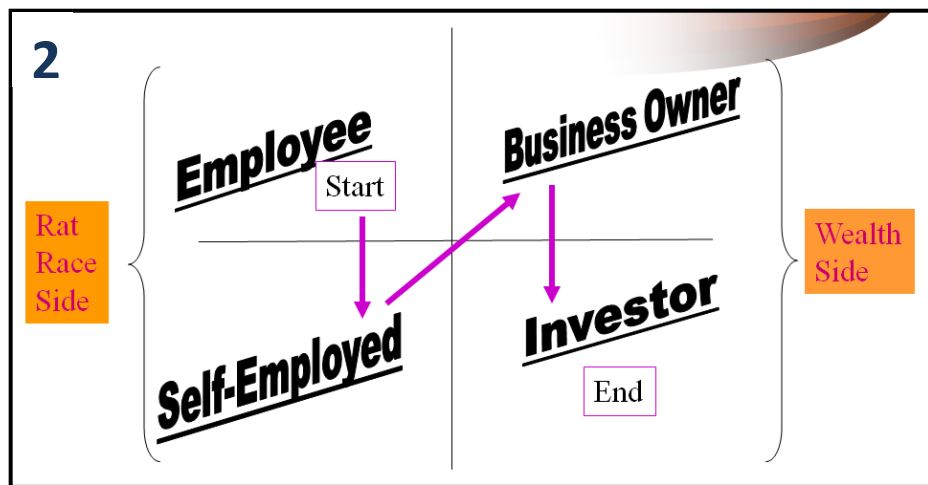 2
Employee
Business Owner
Start
Rat
Race
Side
Wealth
Side
Self-Employed
Investor
End